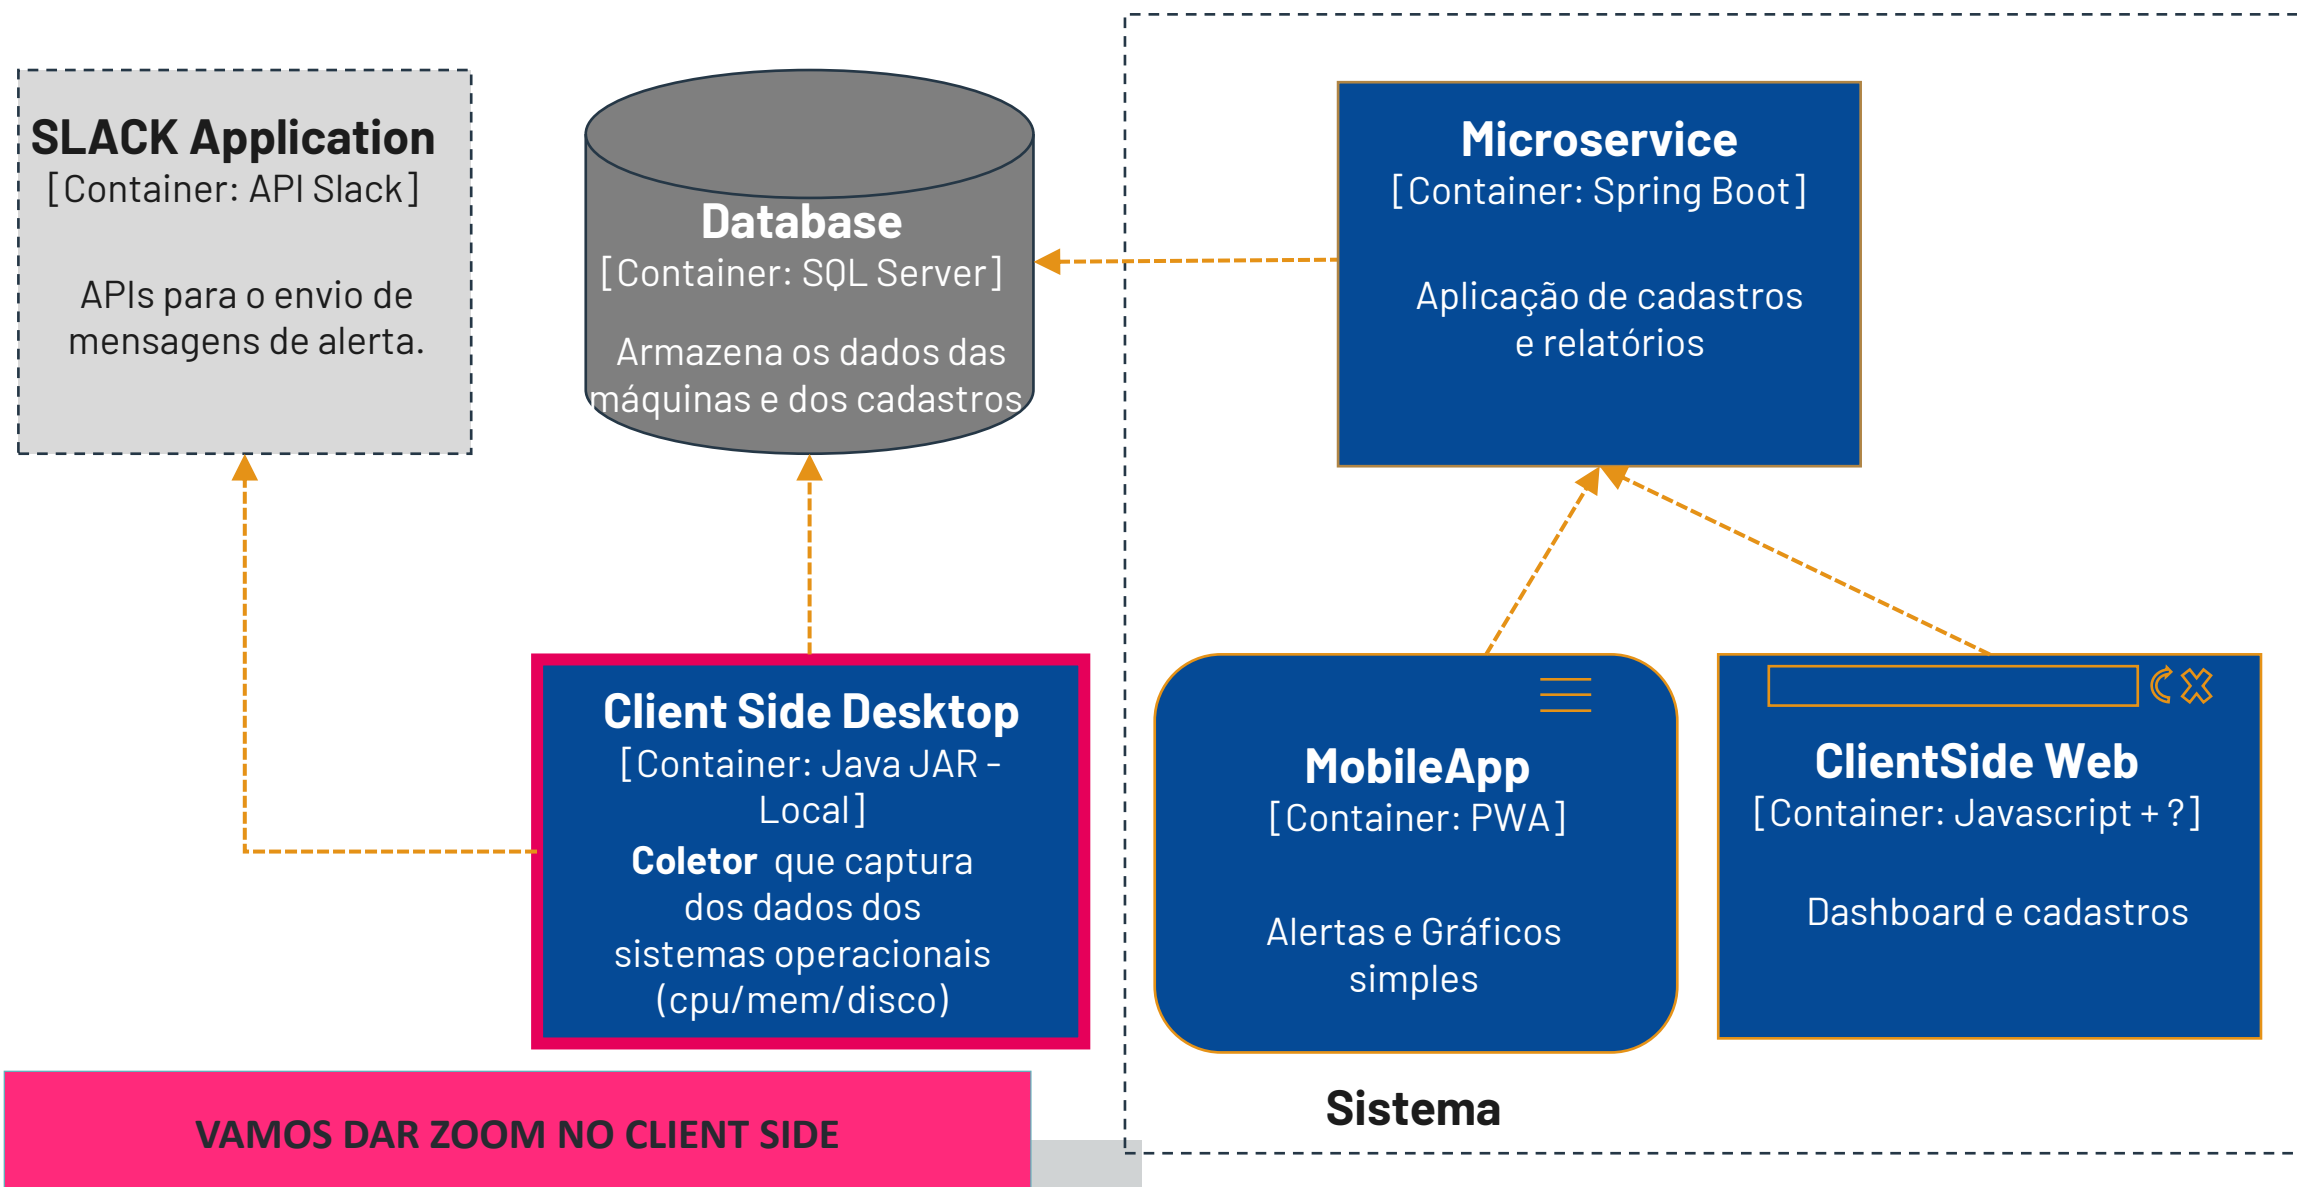 SLACK Application
[Container: API Slack]
APIs para o envio de
mensagens de alerta.
Database
[Container: SQL Server]
Armazena os dados das
máquinas e dos cadastros
Microservice
[Container: Spring Boot]
Aplicação de cadastros
e relatórios
Client Side Desktop
[Container: Java JAR -
Local]
Coletor que captura
dos dados dos
sistemas operacionais
(cpu/mem/disco)
MobileApp
[Container: PWA]
Alertas e Gráficos
simples
ClientSide Web
[Container: Javascript + ?]
Dashboard e cadastros
Sistema
VAMOS DAR ZOOM NO CLIENT SIDE